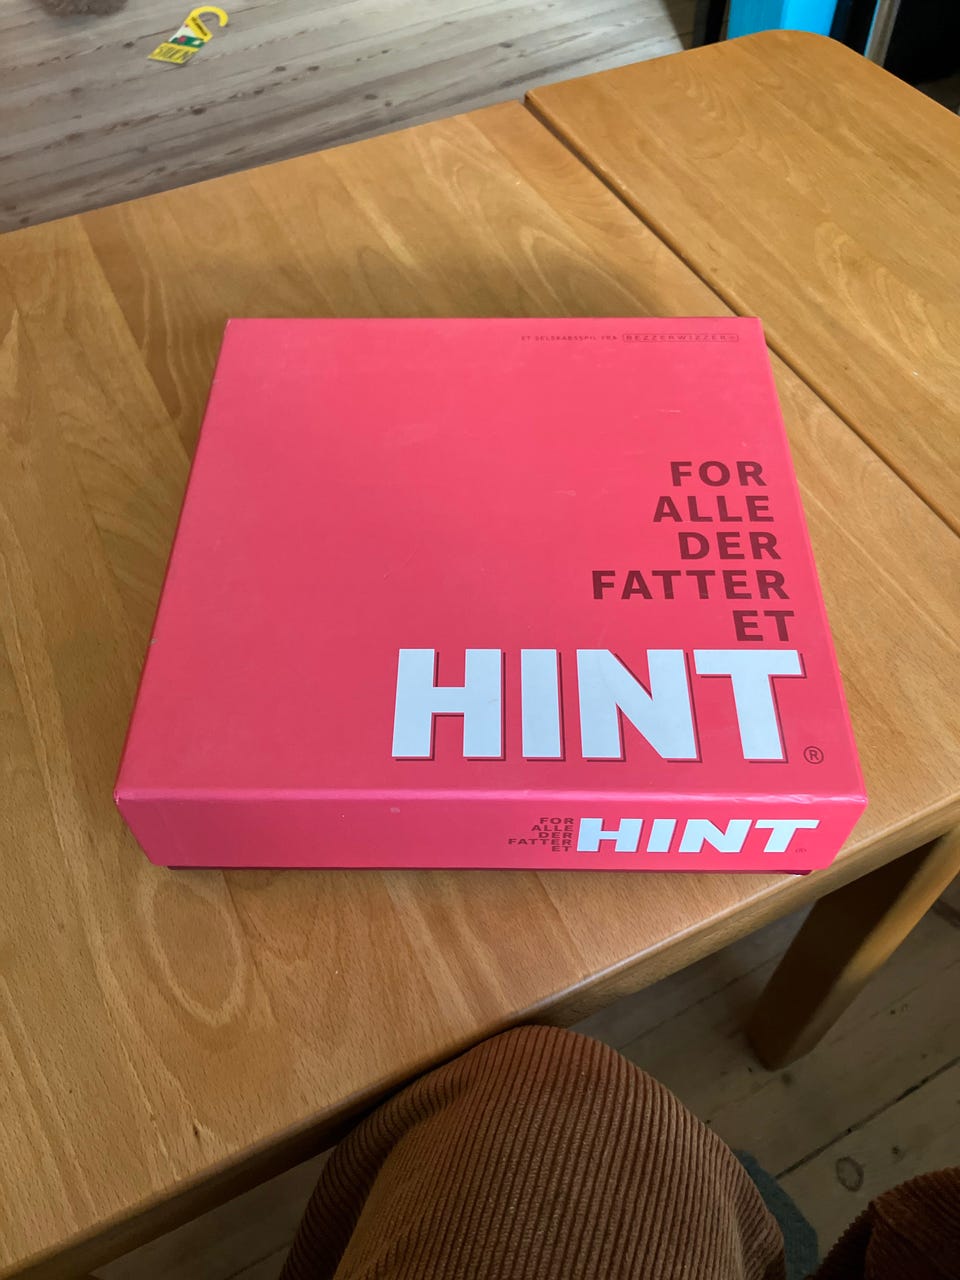 ET SELSKABSSPIL FRA BEZZERWIZZER®
FOR
ALLE
DER
FATTER
ET
HINT®
FOR
ALLE
DER
FATTER
ET
HINT®